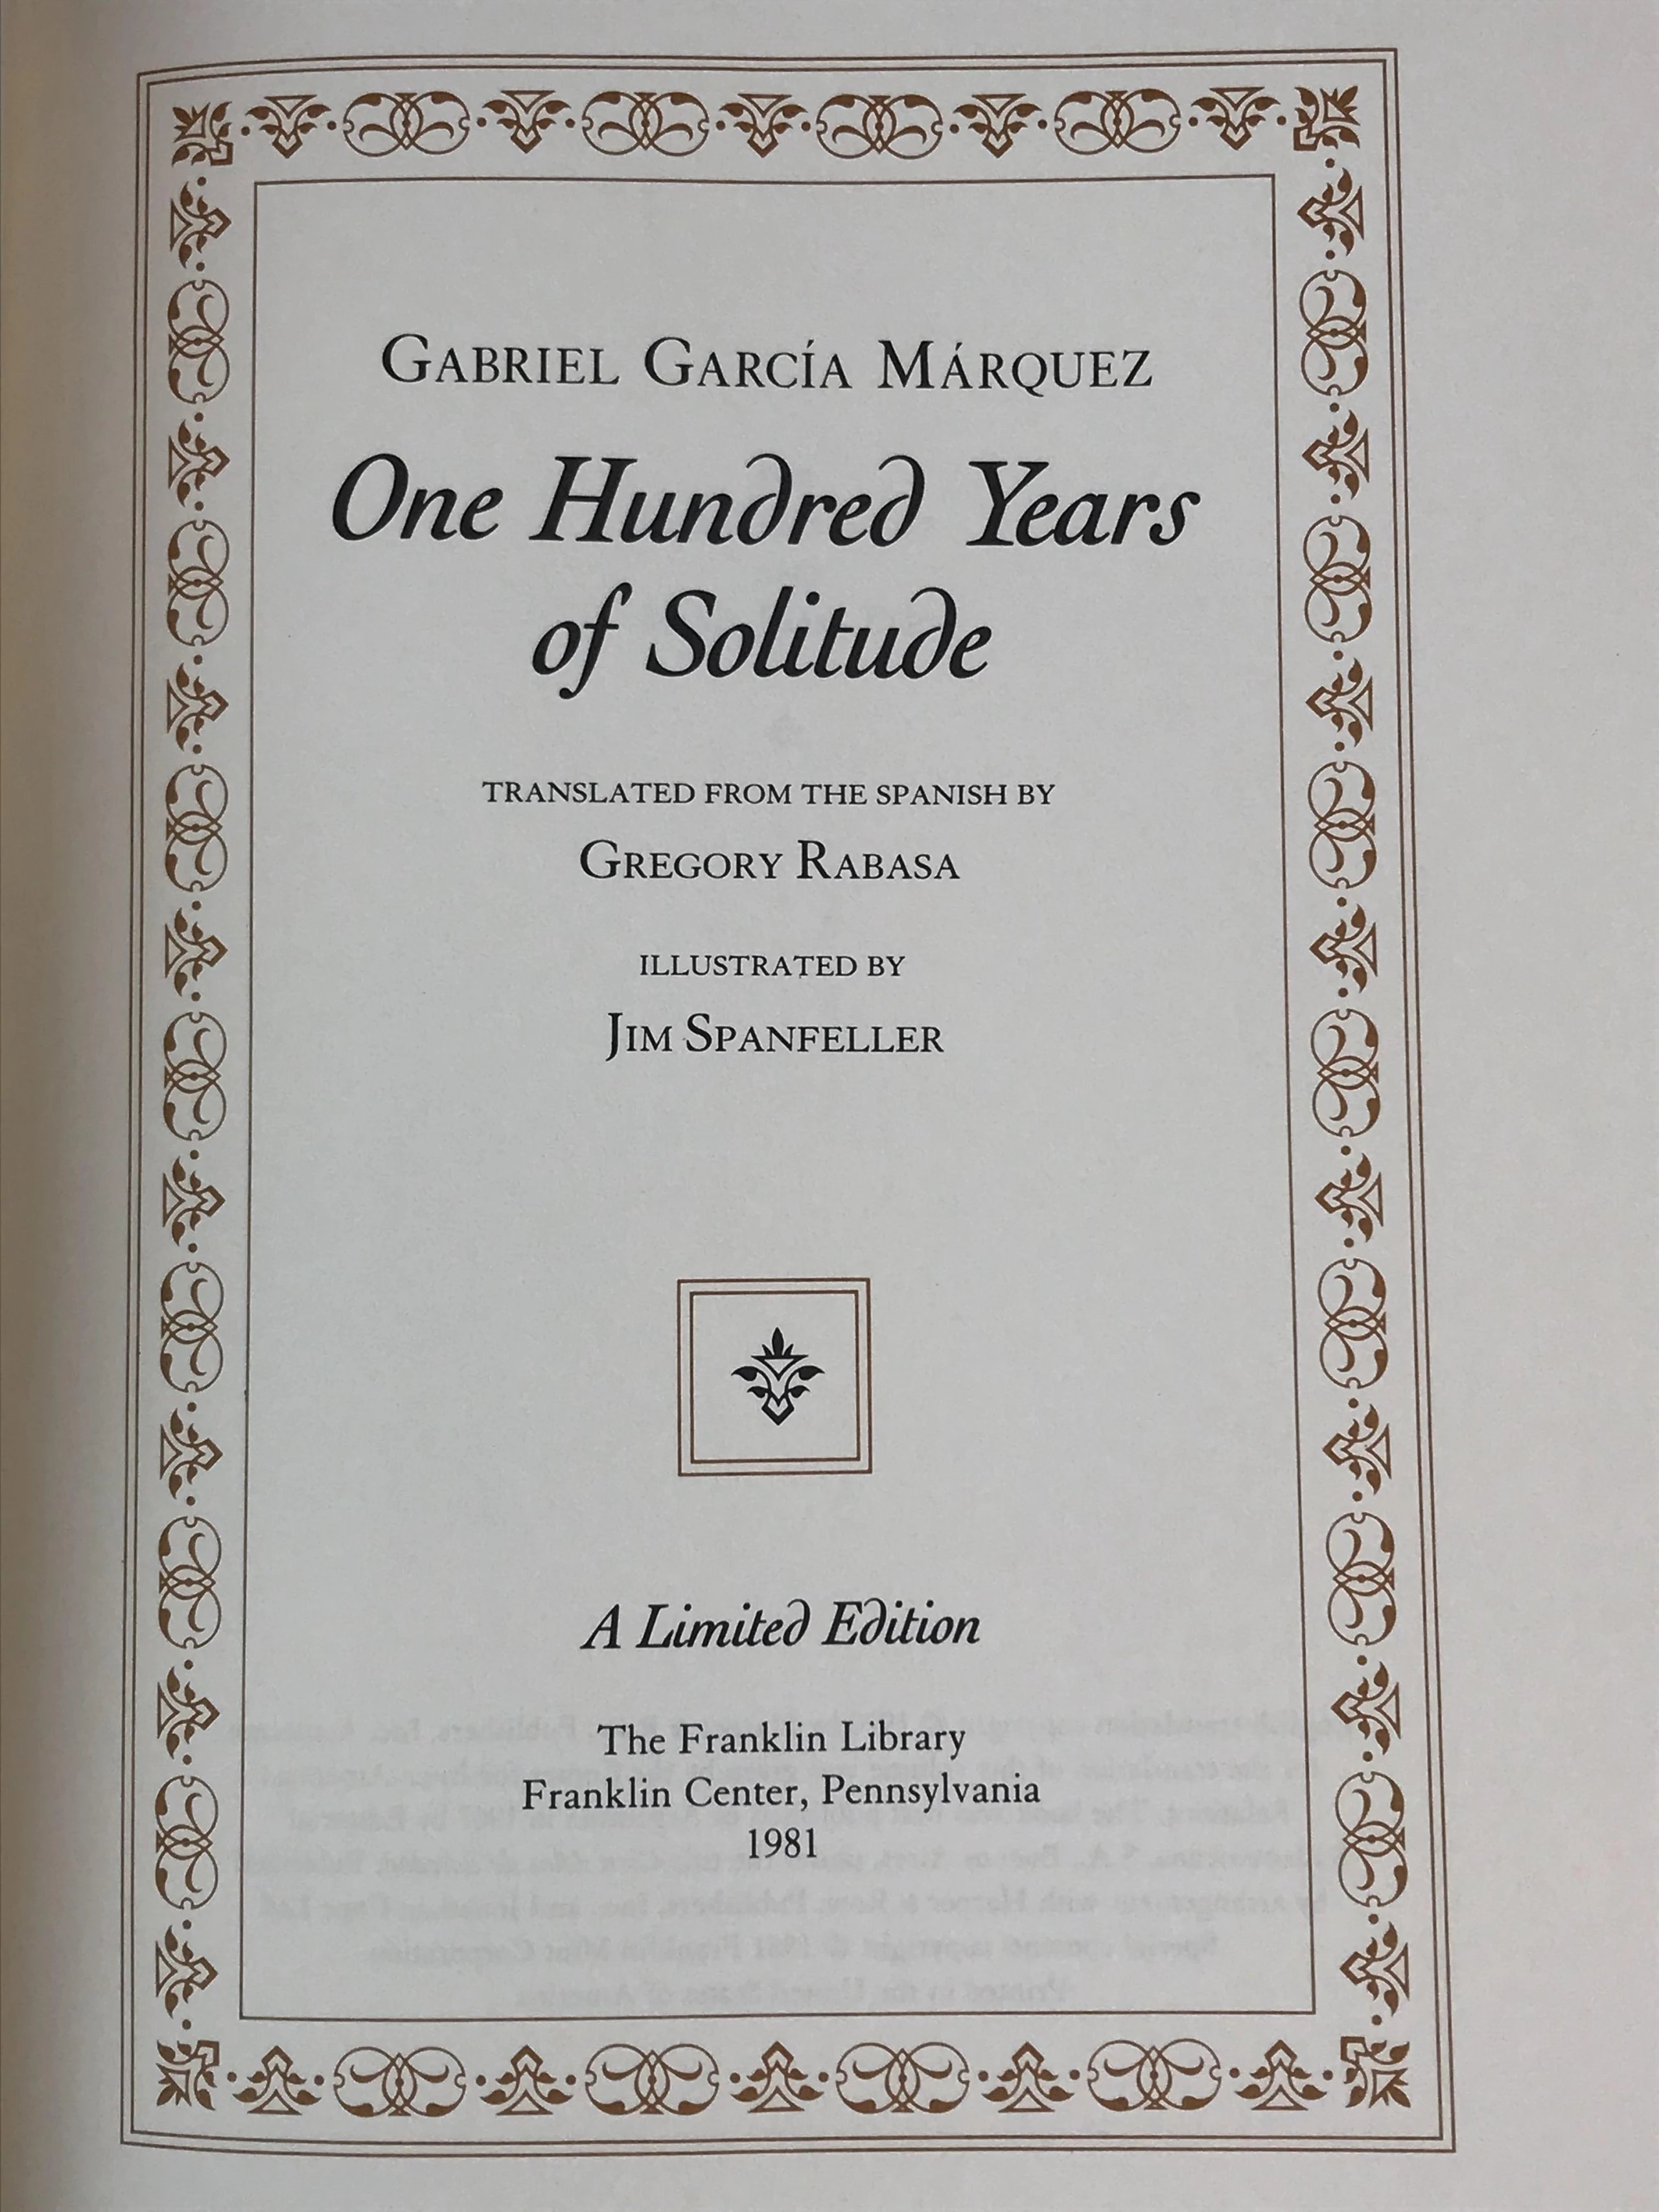 GABRIEL GARCÍA MÁRQUEZ
One Hundred Years
of Solitude
TRANSLATED FROM THE SPANISH BY
GREGORY RABASA
ILLUSTRATED BY
JIM SPANFELLER
A Limited Edition
The Franklin Library
Franklin Center, Pennsylvania
1981